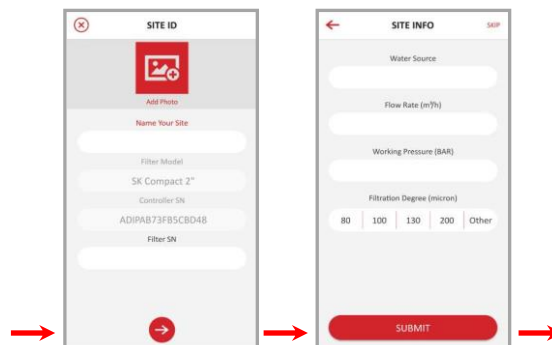 SITE ID
Add Photo
Name Your Site
Filter Model
SK Compact 2"
Controller SN
ADIPAB73FB5CBD48
Filter SN
SITE INFO
SKIP
Water Source
Flow Rate (m³/h)
Working Pressure (BAR)
Filtration Degree (micron)
80 100 130 200 Other
SUBMIT